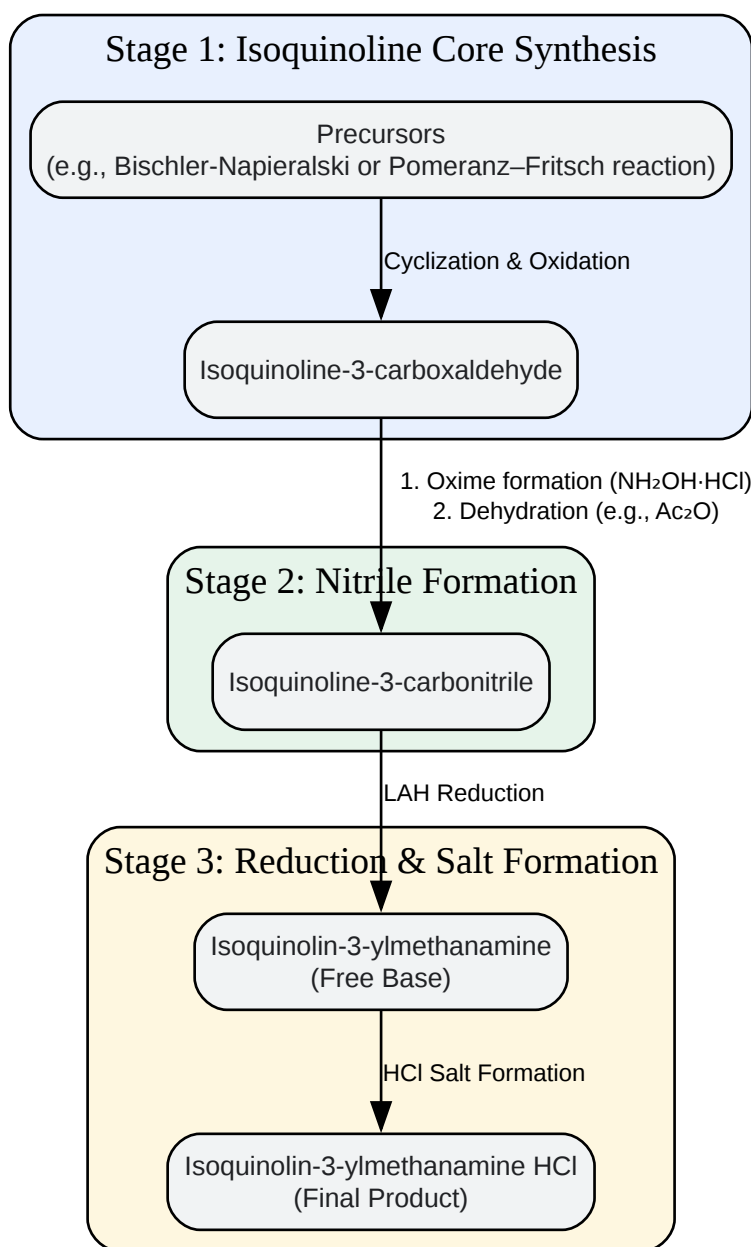 Stage 1: Isoquinoline Core Synthesis
Precursors
(e.g., Bischler-Napieralski or Pomeranz–Fritsch reaction)
Cyclization & Oxidation
Isoquinoline-3-carboxaldehyde
1. Oxime formation (NH₂OH·HCl)
2. Dehydration (e.g., Ac₂O)
Stage 2: Nitrile Formation
Isoquinoline-3-carbonitrile
LAH Reduction
Stage 3: Reduction & Salt Formation
Isoquinolin-3-ylmethanamine
(Free Base)
HCl Salt Formation
Isoquinolin-3-ylmethanamine HCl
(Final Product)